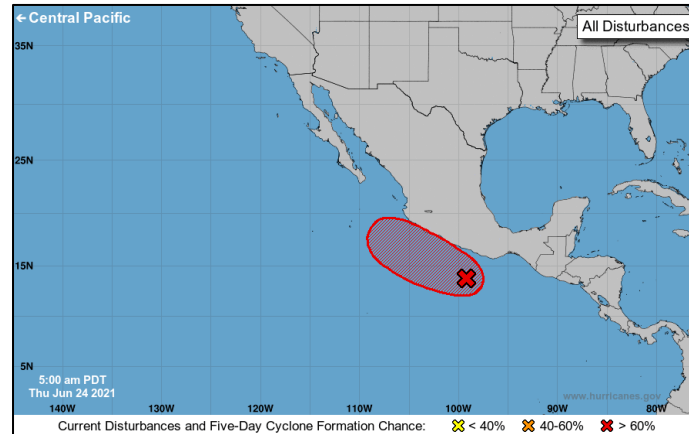 ←Central Pacific
All Disturbances
35N
25N
15N
5N
5:00 am PDT
Thu Jun 24 2021
www.hurricanes.gov
140W 130W 120W 110W 100W 90W 80W
Current Disturbances and Five-Day Cyclone Formation Chance: < 40% 40-60% > 60%